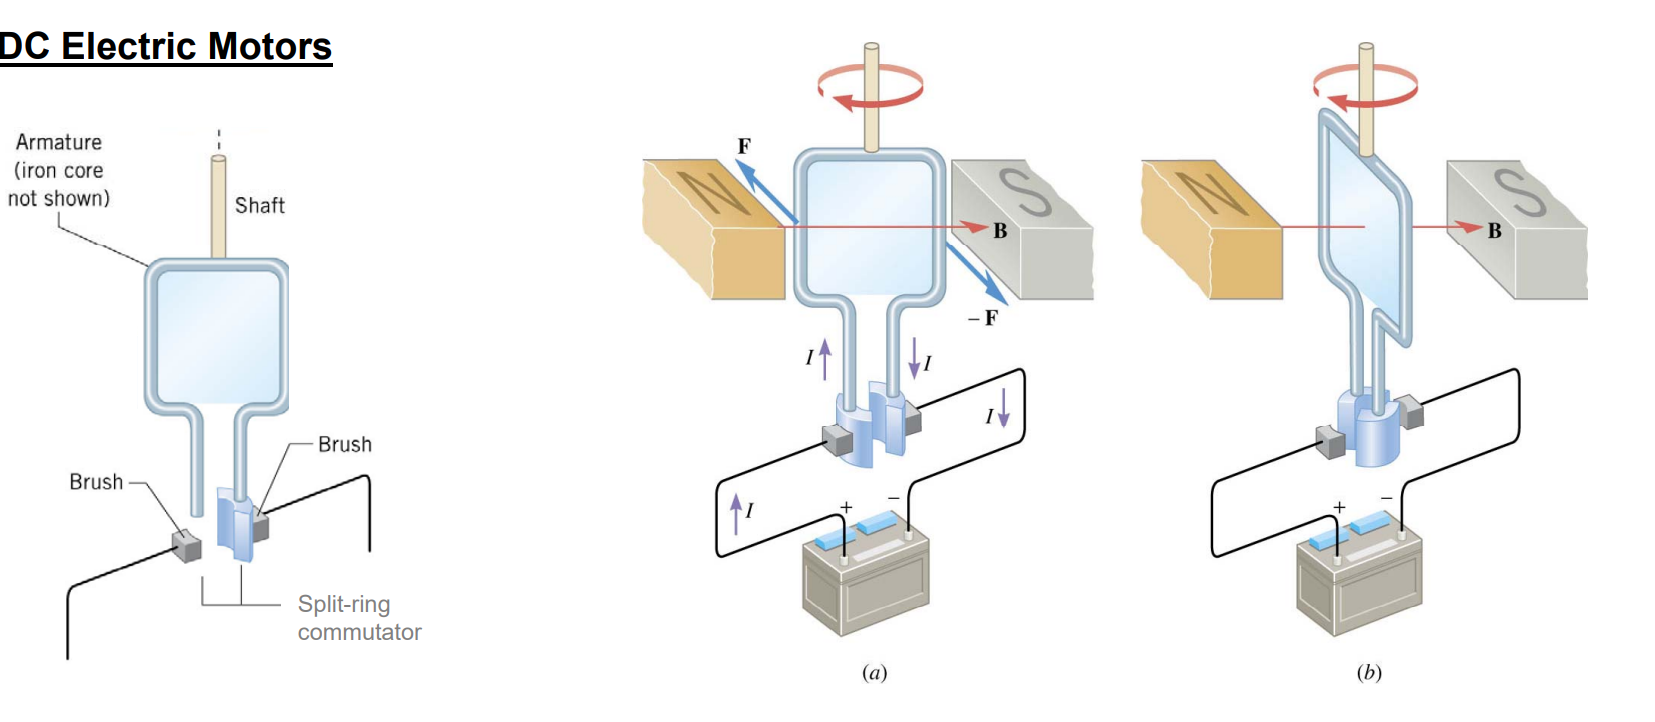 DC Electric Motors
Armature
(iron core
not shown)
Shaft
Brush
Brush
Split-ring
commutator
F
N
S
B
– F
I
I
I
I
+
–
(a)
N
S
B
+
–
(b)